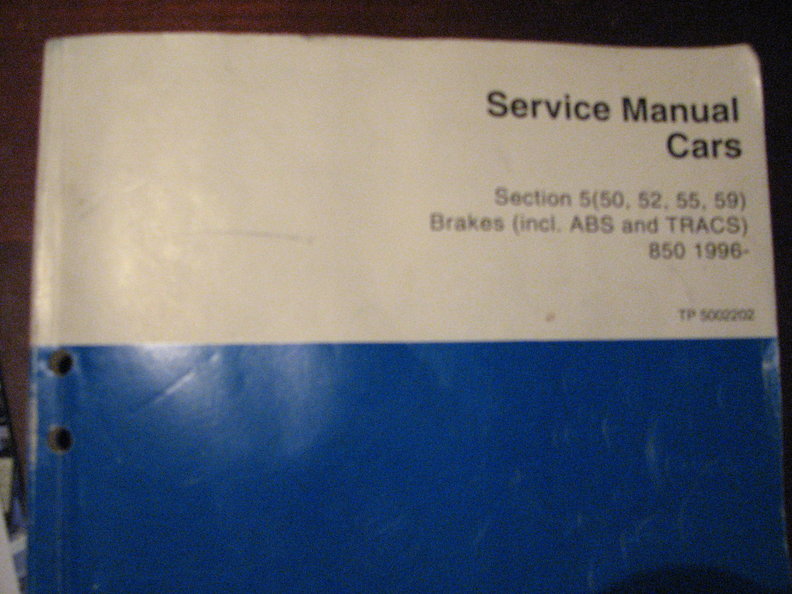 Service Manual
Cars
Section 5(50, 52, 55, 59)
Brakes (incl. ABS and TRACS)
850 1996-
TP 5002202